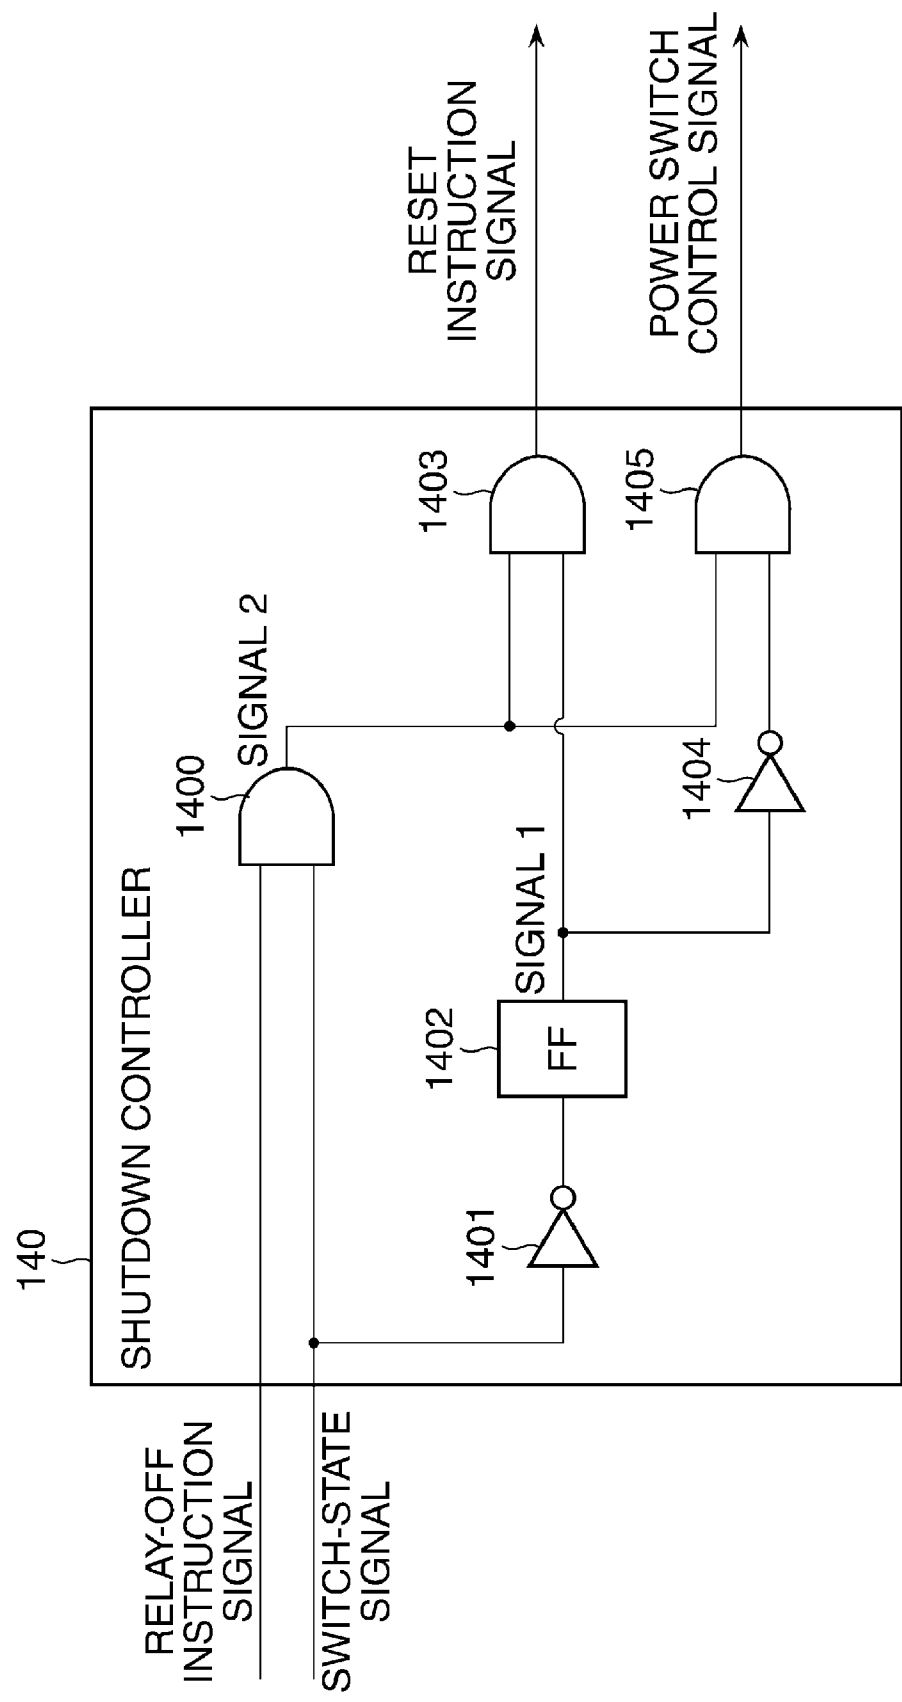 140
SHUTDOWN CONTROLLER
RELAY-OFF
INSTRUCTION
SIGNAL
SWITCH-STATE
SIGNAL
1400
SIGNAL 2
1401
1402
FF
SIGNAL 1
1403
1404
1405
RESET
INSTRUCTION
SIGNAL
POWER SWITCH
CONTROL SIGNAL